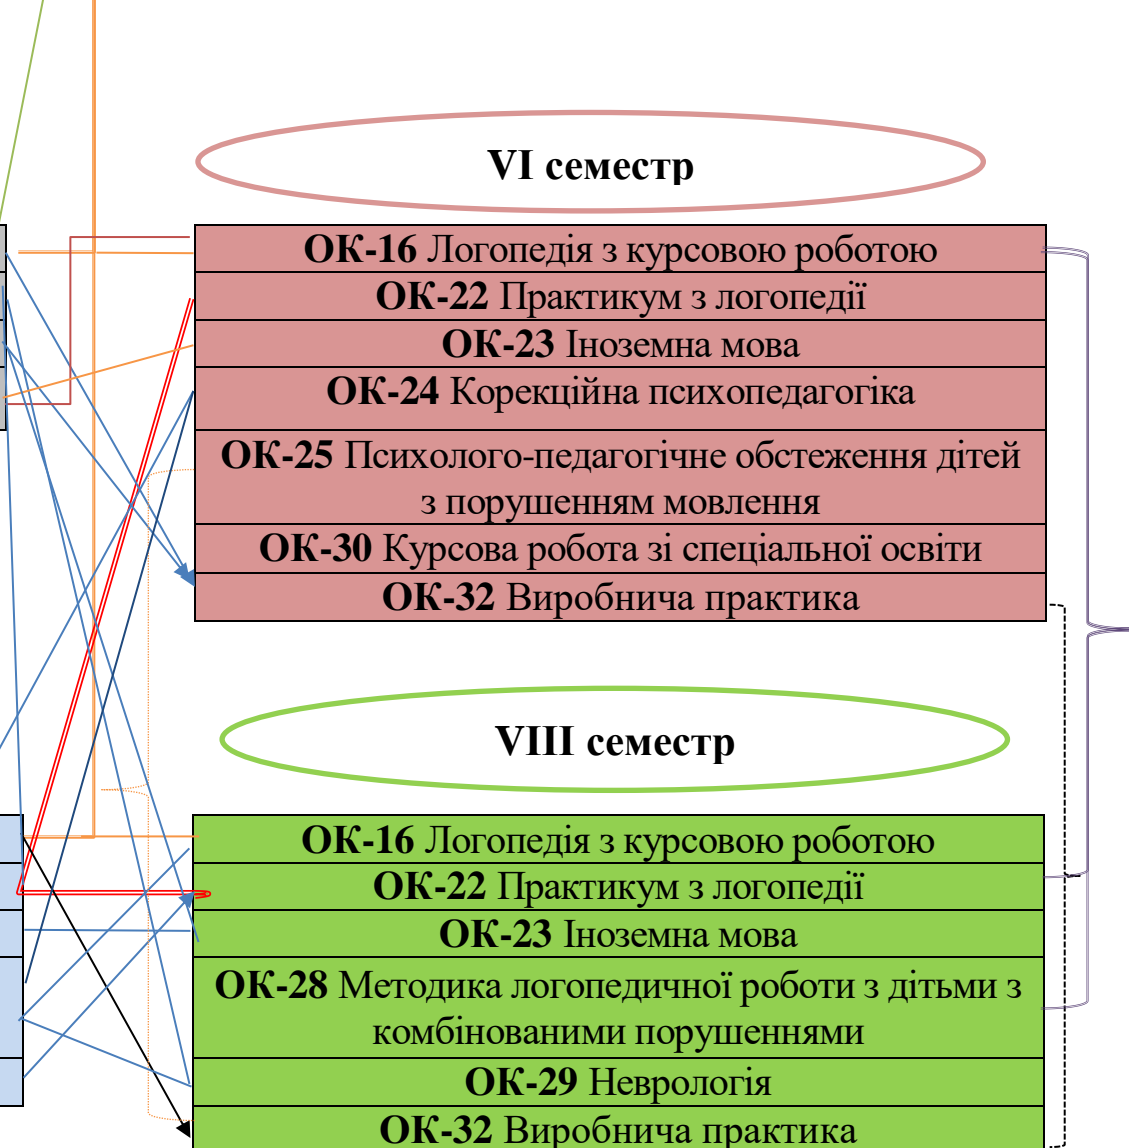 VI семестр
ОК-16 Логопедія з курсовою роботою
ОК-22 Практикум з логопедії
ОК-23 Іноземна мова
ОК-24 Корекційна психопедагогіка
ОК-25 Психолого-педагогічне обстеження дітей
з порушенням мовлення
ОК-30 Курсова робота зі спеціальної освіти
ОК-32 Виробнича практика
VIII семестр
ОК-16 Логопедія з курсовою роботою
ОК-22 Практикум з логопедії
ОК-23 Іноземна мова
ОК-28 Методика логопедичної роботи з дітьми з
комбінованими порушеннями
ОК-29 Неврологія
ОК-32 Виробнича практика